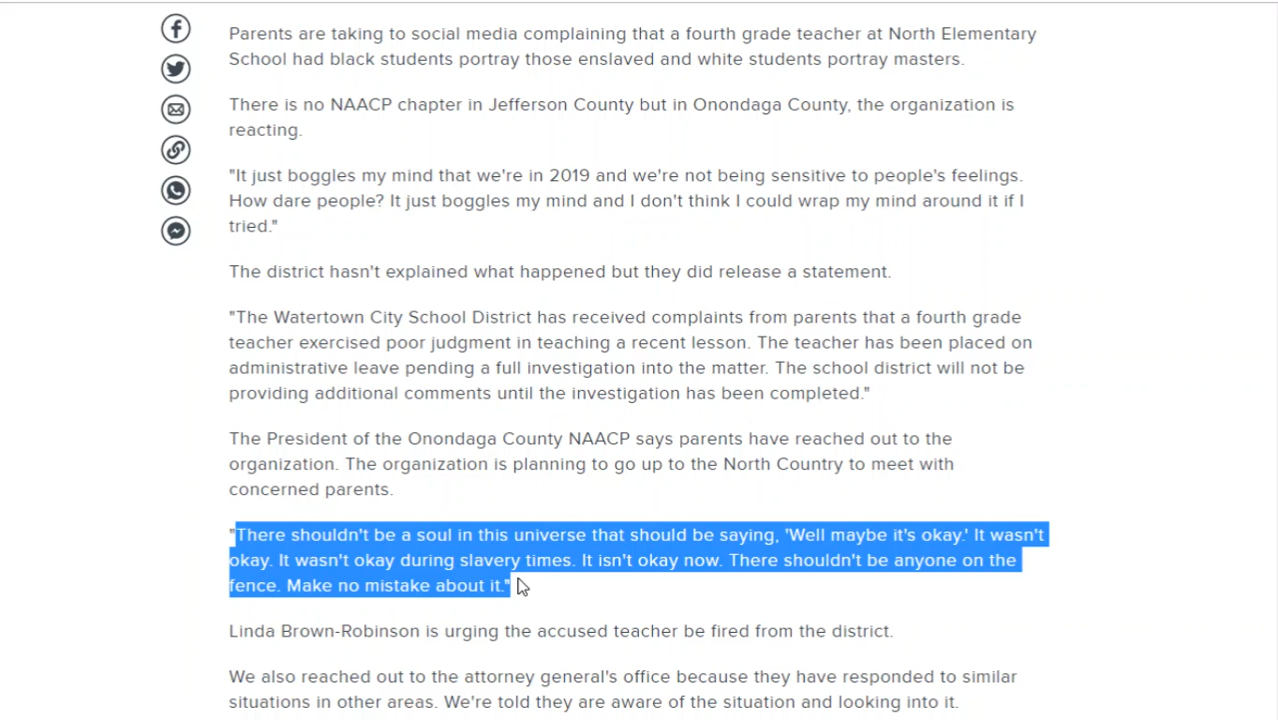 Parents are taking to social media complaining that a fourth grade teacher at North Elementary
School had black students portray those enslaved and white students portray masters.
There is no NAACP chapter in Jefferson County but in Onondaga County, the organization is
reacting.
"It just boggles my mind that we're in 2019 and we're not being sensitive to people's feelings.
How dare people? It just boggles my mind and I don't think I could wrap my mind around it if I
tried."
The district hasn't explained what happened but they did release a statement.
"The Watertown City School District has received complaints from parents that a fourth grade
teacher exercised poor judgment in teaching a recent lesson. The teacher has been placed on
administrative leave pending a full investigation into the matter. The school district will not be
providing additional comments until the investigation has been completed."
The President of the Onondaga County NAACP says parents have reached out to the
organization. The organization is planning to go up to the North Country to meet with
concerned parents.
"There shouldn't be a soul in this universe that should be saying, 'Well maybe it's okay.' It wasn't
okay. It wasn't okay during slavery times. It isn't okay now. There shouldn't be anyone on the
fence. Make no mistake about it."
Linda Brown-Robinson is urging the accused teacher be fired from the district.
We also reached out to the attorney general's office because they have responded to similar
situations in other areas. We're told they are aware of the situation and looking into it.